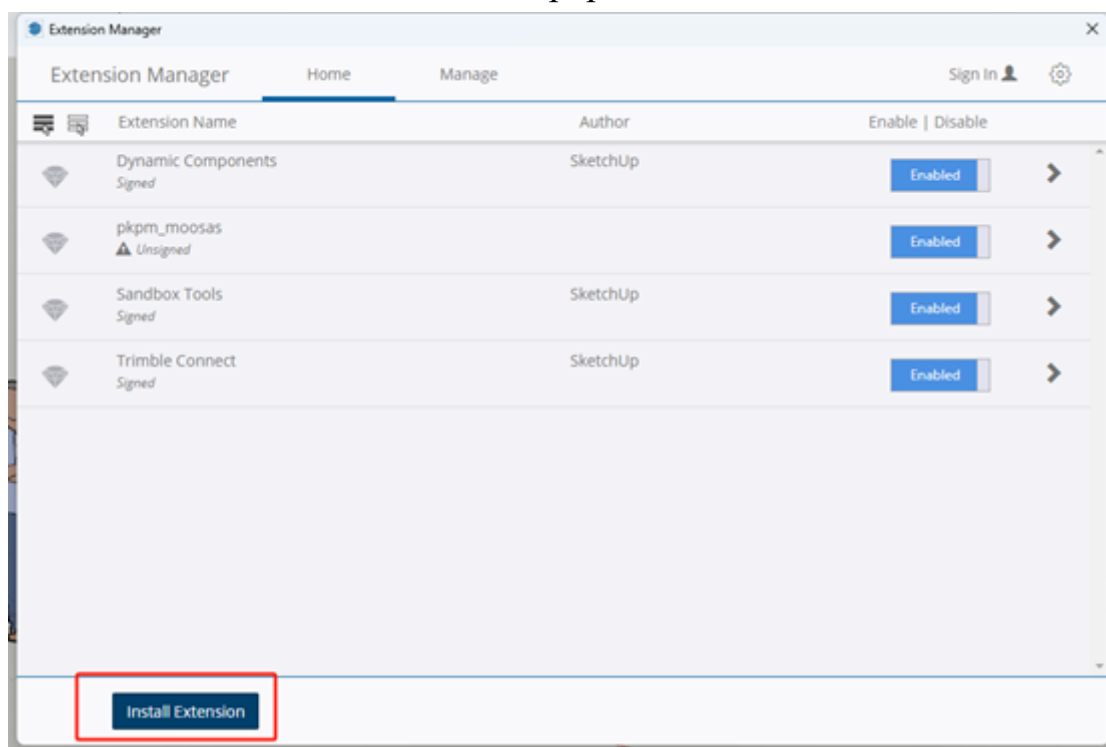 Extension Manager
Extension Manager Home Manage Sign In
Extension Name Author Enable | Disable
Dynamic Components SketchUp
Signed Enabled
pkpm_moosas
Unsigned Enabled
Sandbox Tools SketchUp
Signed Enabled
Trimble Connect SketchUp
Signed Enabled
Install Extension